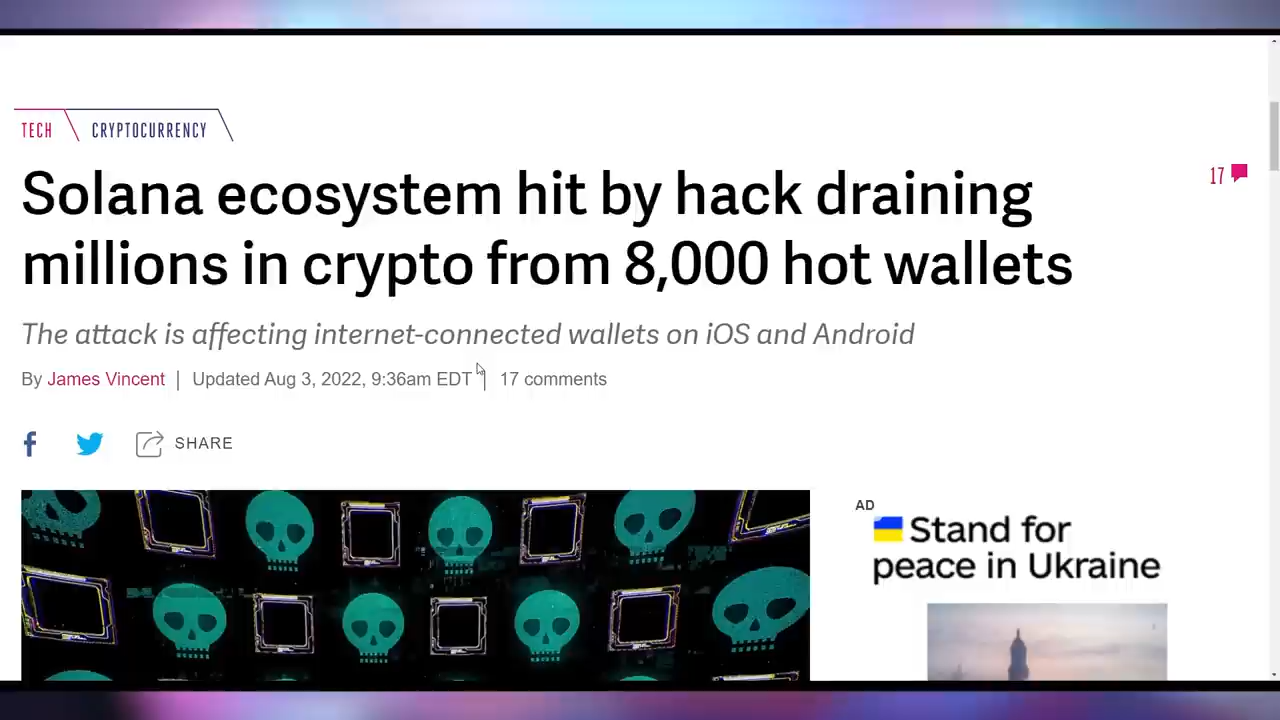 TECH CRYPTOCURRENCY
Solana ecosystem hit by hack draining
millions in crypto from 8,000 hot wallets
17
The attack is affecting internet-connected wallets on iOS and Android
By James Vincent | Updated Aug 3, 2022, 9:36am EDT | 17 comments
SHARE
AD
Stand for
peace in Ukraine